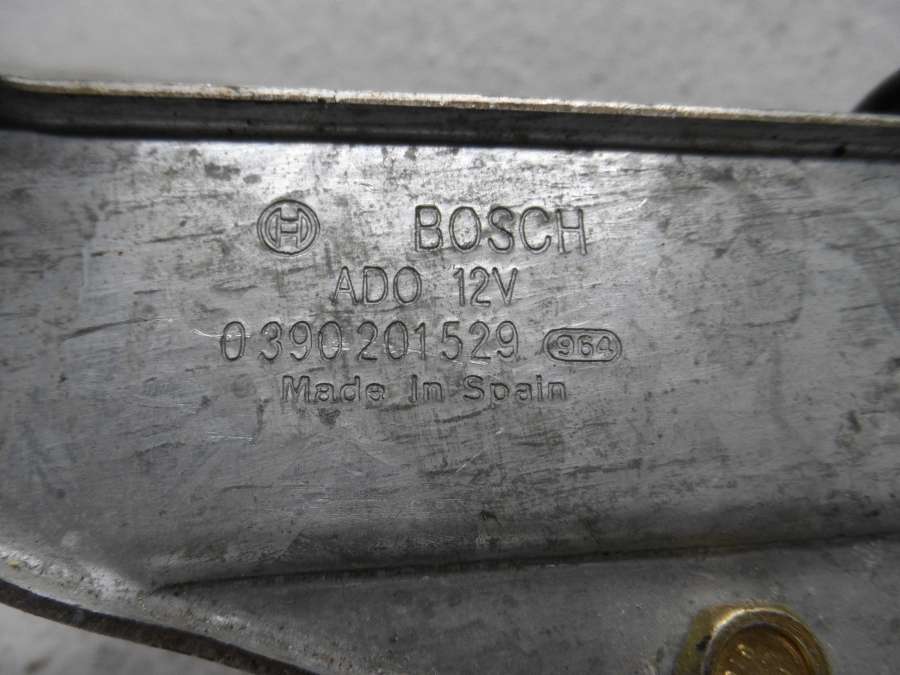 BOSCH
ADO 12V
0 390 201 529 964
Made in Spain